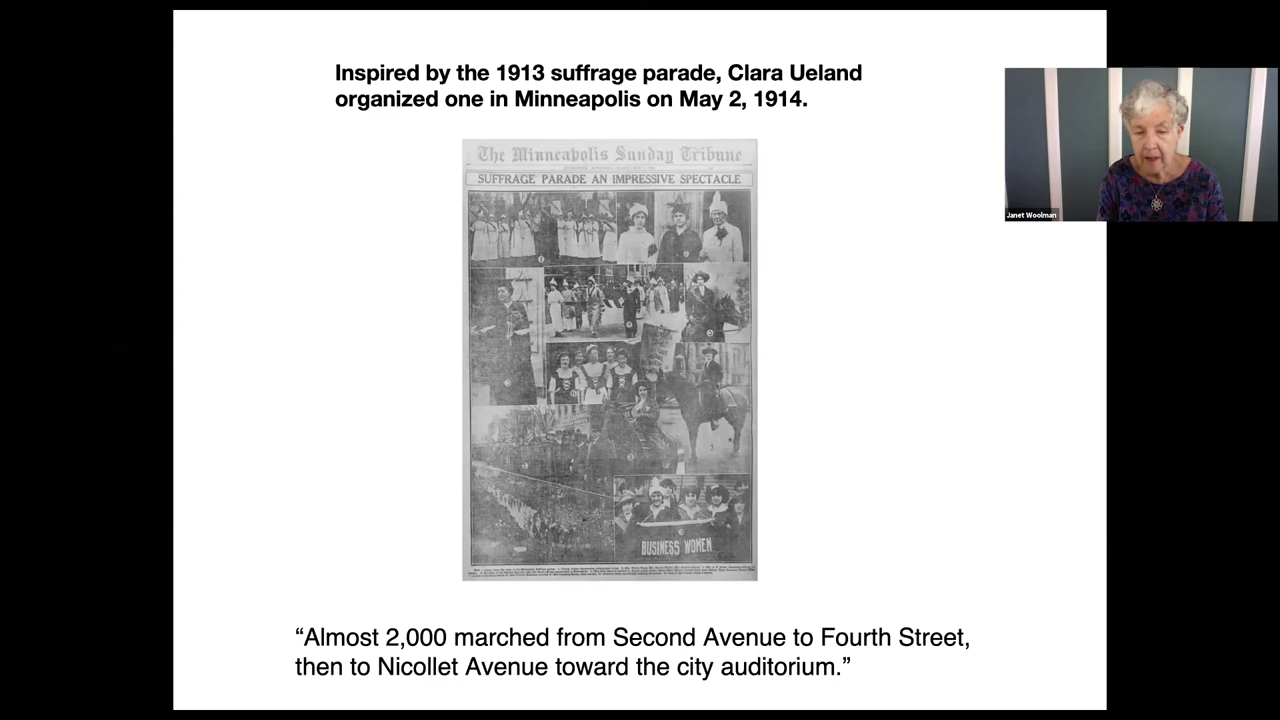 Inspired by the 1913 suffrage parade, Clara Ueland
organized one in Minneapolis on May 2, 1914.
The Minneapolis Sunday Tribune
SUFFRAGE PARADE AN IMPRESSIVE SPECTACLE
BUSINESS WOMEN
“Almost 2,000 marched from Second Avenue to Fourth Street,
then to Nicollet Avenue toward the city auditorium.”
Janet Woolman